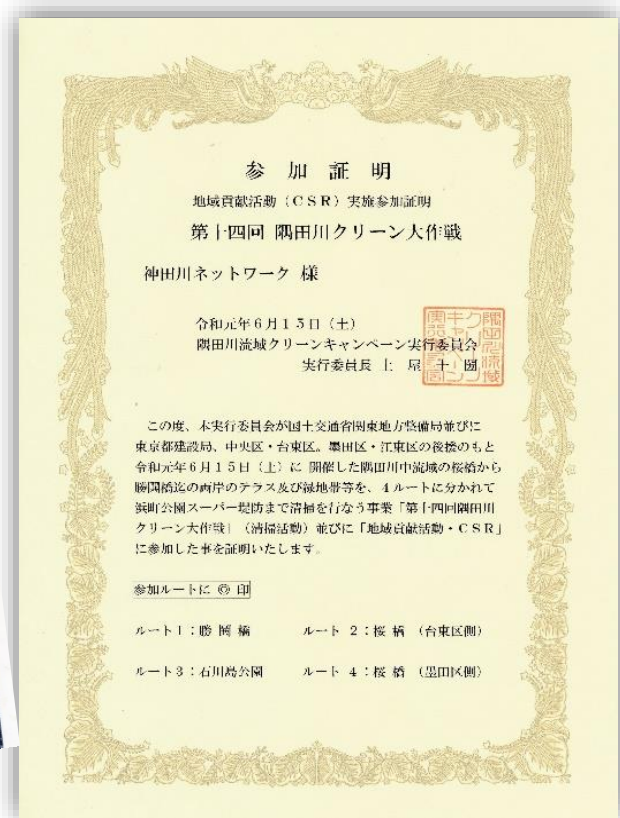 参加証明
地域貢献活動（CSR）実施参加証明
第十四回 隅田川クリーン大作戦
神田川ネットワーク 様
令和元年6月15日（土）
隅田川流域クリーンキャンペーン実行委員会
実行委員長 土屋十圀
この度、本実行委員会が国土交通省関東地方整備局並びに
東京都建設局、中央区・台東区。墨田区・江東区の後援のもと
令和元年6月15日（土）に 開催した隅田川中流域の桜橋から
勝鬨橋迄の両岸のテラス及び緑地帯等を、4ルートに分かれて
浜町公園スーパー堤防まで清掃を行なう事業「第十四回隅田川
クリーン大作戦」（清掃活動）並びに「地域貢献活動・CSR」
に参加した事を証明いたします。
参加ルートに ◎ 印
ルート1：勝鬨橋 ルート 2：桜橋 （台東区側）
ルート3：石川島公園 ルート 4：桜橋 （墨田区側）